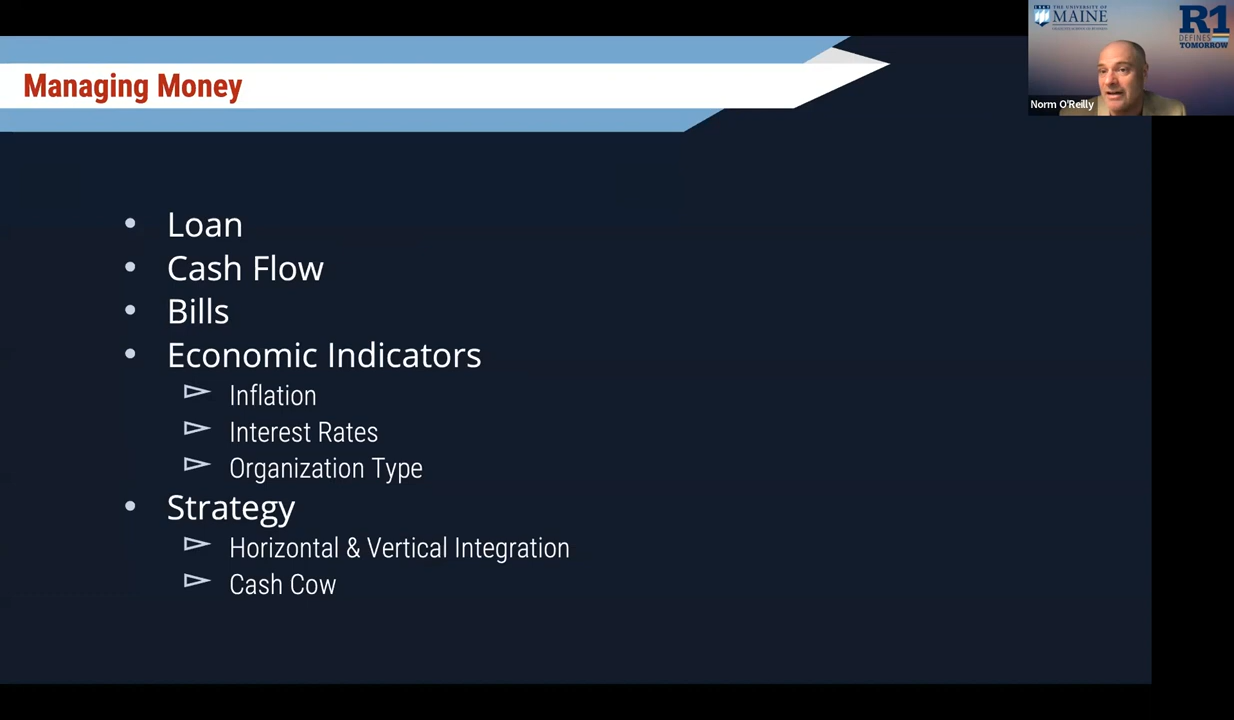 Managing Money
THE UNIVERSITY OF
MAINE
R1
DEFINES
TOMORROW
Norm O'Reilly
• Loan
• Cash Flow
• Bills
• Economic Indicators
Inflation
Interest Rates
Organization Type
• Strategy
Horizontal & Vertical Integration
Cash Cow